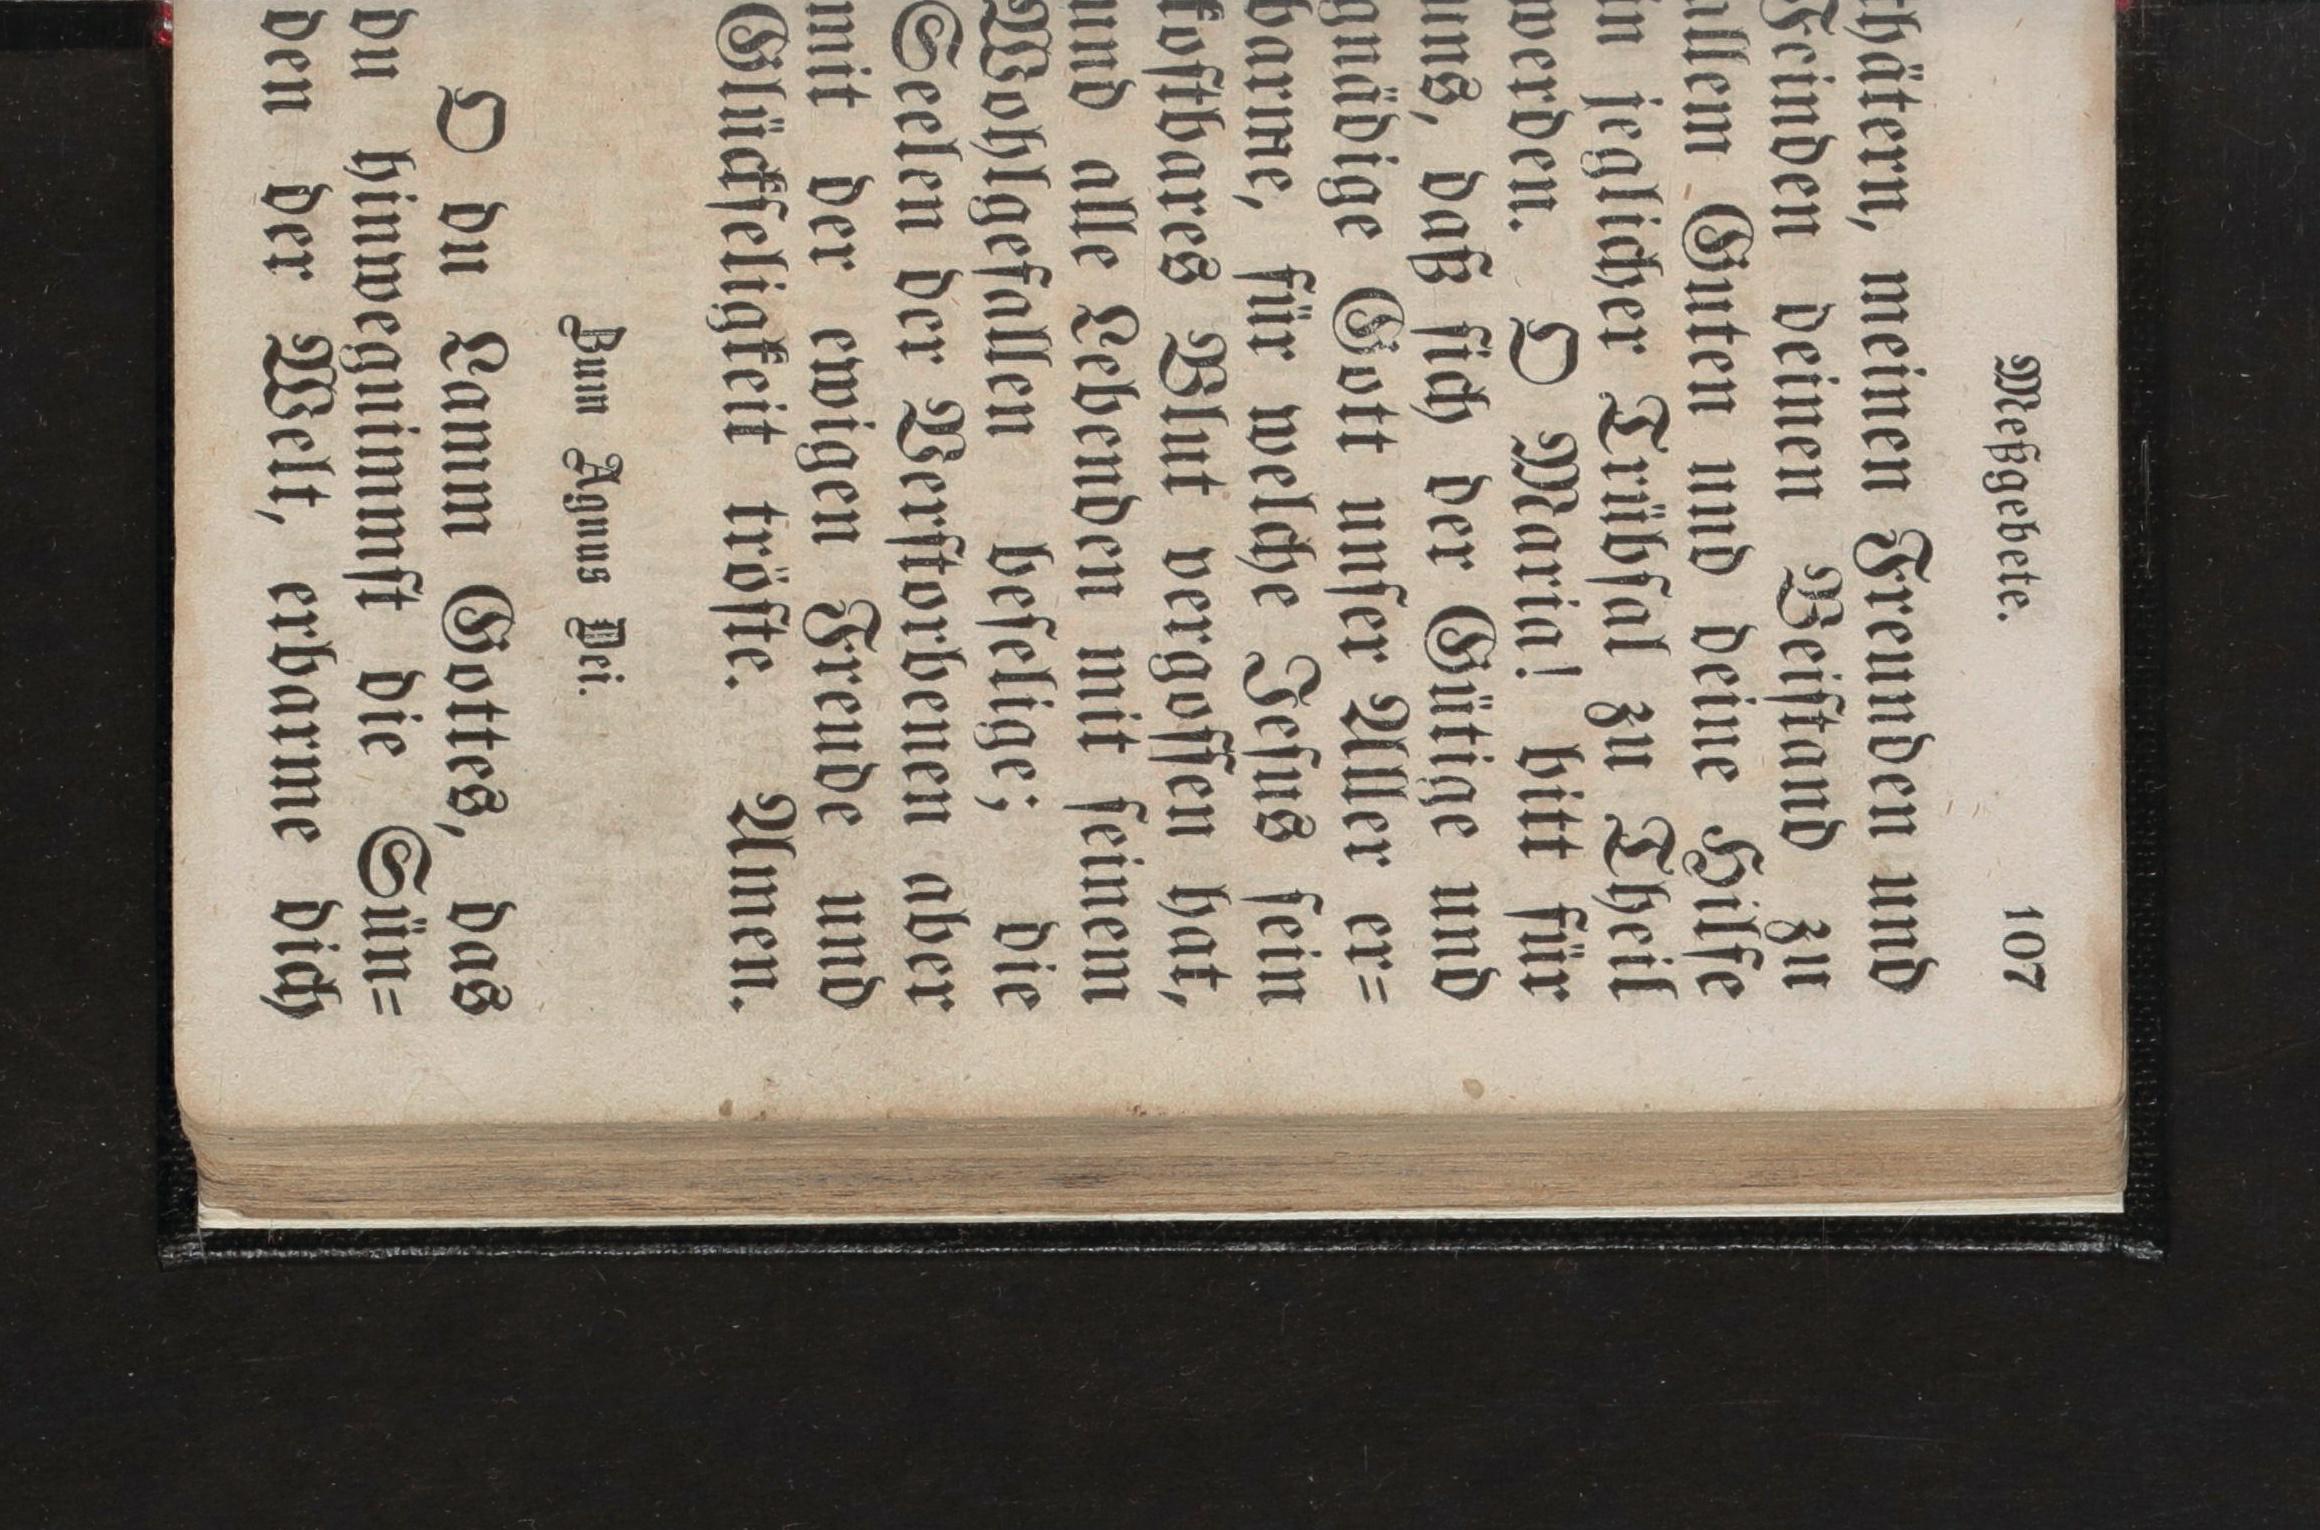 Meßgebete. 107
thätern, meinen Freunden und
Feinden deinen Beistand zu
allem Guten und deine Hilfe
in jeglicher Trübsal zu Theil
werden. O Maria! bitt für
uns, daß sich der Gütige und
gnädige Gott unser Aller er=
barme, für welche Jesus sein
kostbares Blut vergossen hat,
und alle Lebenden mit seinem
Wohlgefallen beselige; die
Seelen der Verstorbenen aber
mit der ewigen Freude und
Glückseligkeit tröste. Amen.
Zum Agnus Dei.
O du Lamm Gottes, das
du hinwegnimmst die Sün=
den der Welt, erbarme dich